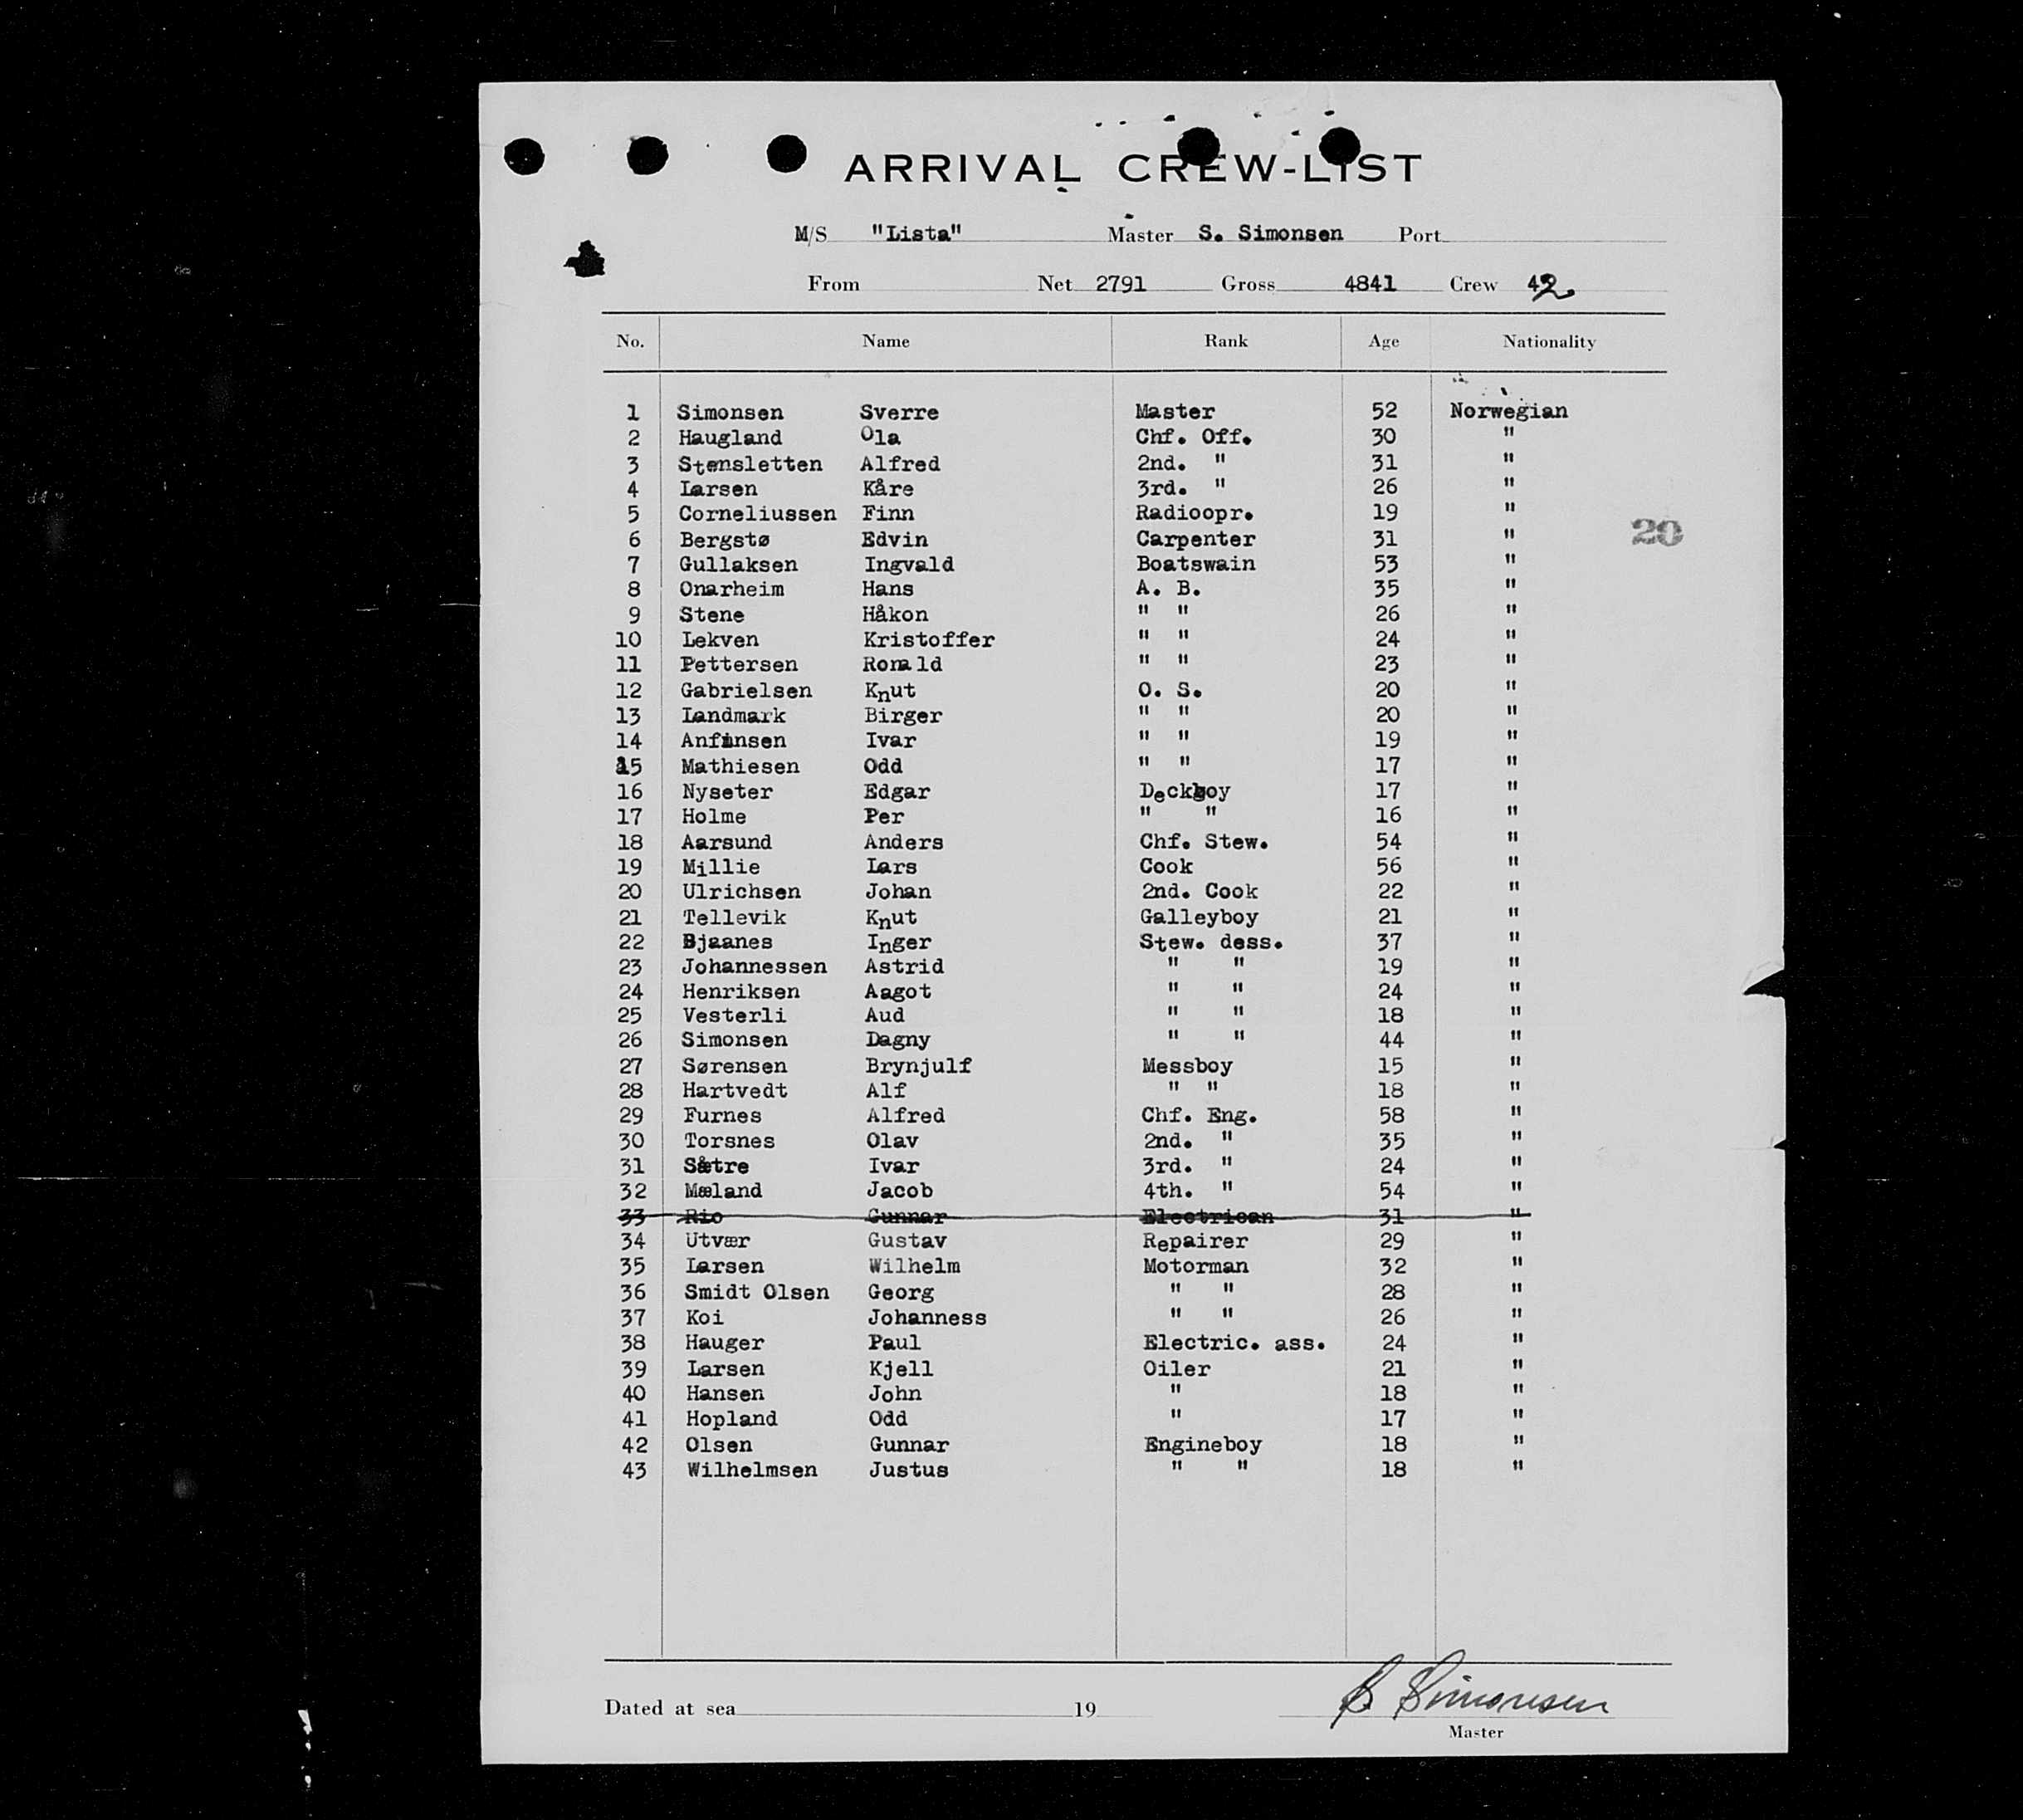 ARRIVAL CREW-LIST
M/S "Lista" Master S. Simonsen Port
From Net 2791 Gross 4841 Crew 42
No. Name Rank Age Nationality
1 Simonsen Sverre Master 52 Norwegian
2 Haugland Ola Chf. Off. 30 "
3 Stensletten Alfred 2nd. " 31 "
4 Larsen Kåre 3rd. " 26 "
5 Corneliussen Finn Radioopr. 19 "
20
6 Bergstø Edvin Carpenter 31 "
7 Gullaksen Ingvald Boatswain 53 "
8 Onarheim Hans A. B. 35 "
9 Stene Håkon " " 26 "
10 Lekven Kristoffer " " 24 "
11 Pettersen Ronald " " 23 "
12 Gabrielsen Knut O. S. 20 "
13 Landmark Birger " " 20 "
14 Anfinsen Ivar " " 19 "
15 Mathiesen Odd " " 17 "
16 Nyseter Edgar Deckboy 17 "
17 Holme Per " " 16 "
18 Aarsund Anders Chf. Stew. 54 "
19 Millie Lars Cook 56 "
20 Ulrichsen Johan 2nd. Cook 22 "
21 Tellevik Knut Galleyboy 21 "
22 Bjaanes Inger Stew. dess. 37 "
23 Johannessen Astrid " " 19 "
24 Henriksen Aagot " " 24 "
25 Vesterli Aud " " 18 "
26 Simonsen Dagny " " 44 "
27 Sørensen Brynjulf Messboy 15 "
28 Hartvedt Alf " " 18 "
29 Furnes Alfred Chf. Eng. 58 "
30 Torsnes Olav 2nd. " 35 "
31 Såtre Ivar 3rd. " 24 "
32 Mæland Jacob 4th. " 54 "
33 Rio Gunnar Electrican 31 "
34 Utvær Gustav Repairer 29 "
35 Larsen Wilhelm Motorman 32 "
36 Smidt Olsen Georg " " 28 "
37 Koi Johanness " " 26 "
38 Hauger Paul Electric. ass. 24 "
39 Larsen Kjell Oiler 21 "
40 Hansen John " 18 "
41 Hopland Odd " 17 "
42 Olsen Gunnar Engineboy 18 "
43 Wilhelmsen Justus " " 18 "
S Simonsen
Dated at sea 19
Master